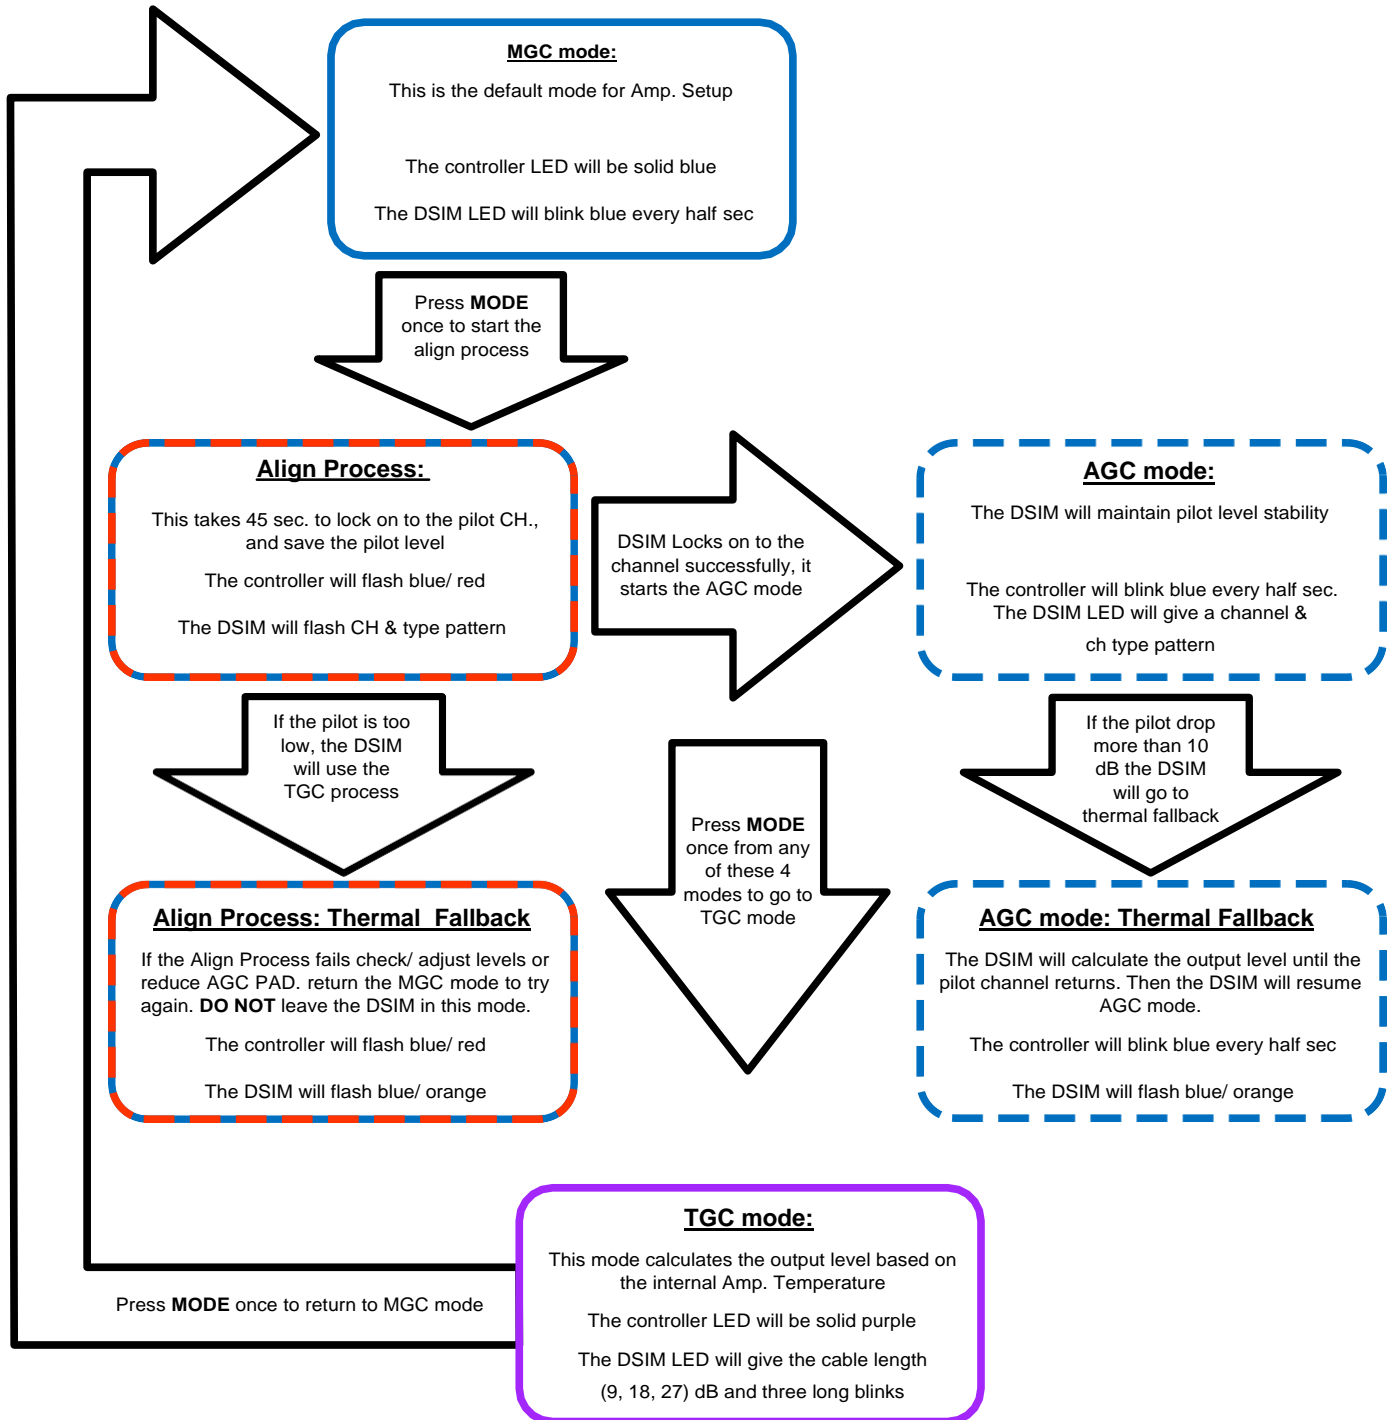 MGC mode:
This is the default mode for Amp. Setup
The controller LED will be solid blue
The DSIM LED will blink blue every half sec
Press MODE
once to start the
align process
Align Process:
This takes 45 sec. to lock on to the pilot CH.,
and save the pilot level
The controller will flash blue/ red
The DSIM will flash CH & type pattern
DSIM Locks on to the
channel successfully, it
starts the AGC mode
AGC mode:
The DSIM will maintain pilot level stability
The controller will blink blue every half sec.
The DSIM LED will give a channel &
ch type pattern
If the pilot is too
low, the DSIM
will use the
TGC process
Press MODE
once from any
of these 4
modes to go to
TGC mode
If the pilot drop
more than 10
dB the DSIM
will go to
thermal fallback
Align Process: Thermal Fallback
If the Align Process fails check/ adjust levels or
reduce AGC PAD. return the MGC mode to try
again. DO NOT leave the DSIM in this mode.
The controller will flash blue/ red
The DSIM will flash blue/ orange
AGC mode: Thermal Fallback
The DSIM will calculate the output level until the
pilot channel returns. Then the DSIM will resume
AGC mode.
The controller will blink blue every half sec
The DSIM will flash blue/ orange
TGC mode:
This mode calculates the output level based on
the internal Amp. Temperature
The controller LED will be solid purple
The DSIM LED will give the cable length
(9, 18, 27) dB and three long blinks
Press MODE once to return to MGC mode